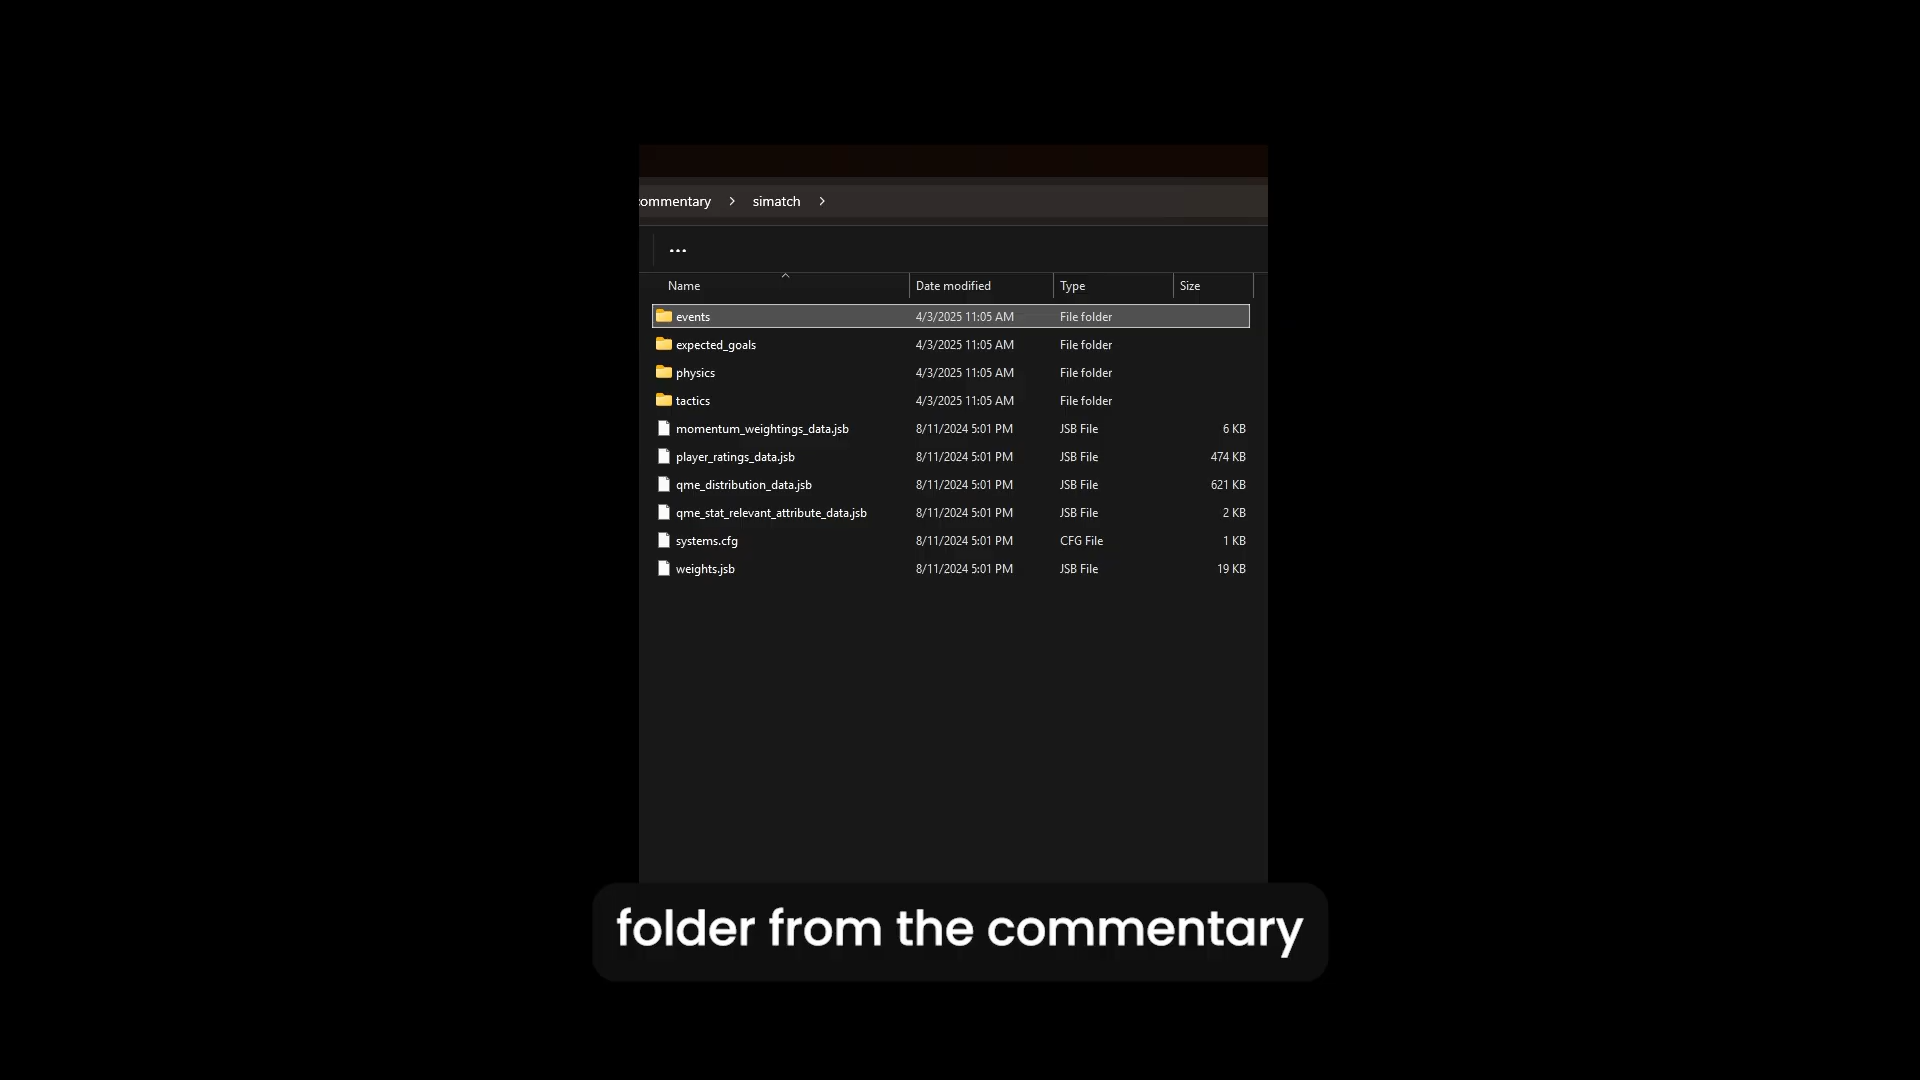 commentary > simatch >
...
Name Date modified Type Size
events 4/3/2025 11:05 AM File folder
expected_goals 4/3/2025 11:05 AM File folder
physics 4/3/2025 11:05 AM File folder
tactics 4/3/2025 11:05 AM File folder
momentum_weightings_data.jsb 8/11/2024 5:01 PM JSB File 6 KB
player_ratings_data.jsb 8/11/2024 5:01 PM JSB File 474 KB
qme_distribution_data.jsb 8/11/2024 5:01 PM JSB File 621 KB
qme_stat_relevant_attribute_data.jsb 8/11/2024 5:01 PM JSB File 2 KB
systems.cfg 8/11/2024 5:01 PM CFG File 1 KB
weights.jsb 8/11/2024 5:01 PM JSB File 19 KB
folder from the commentary